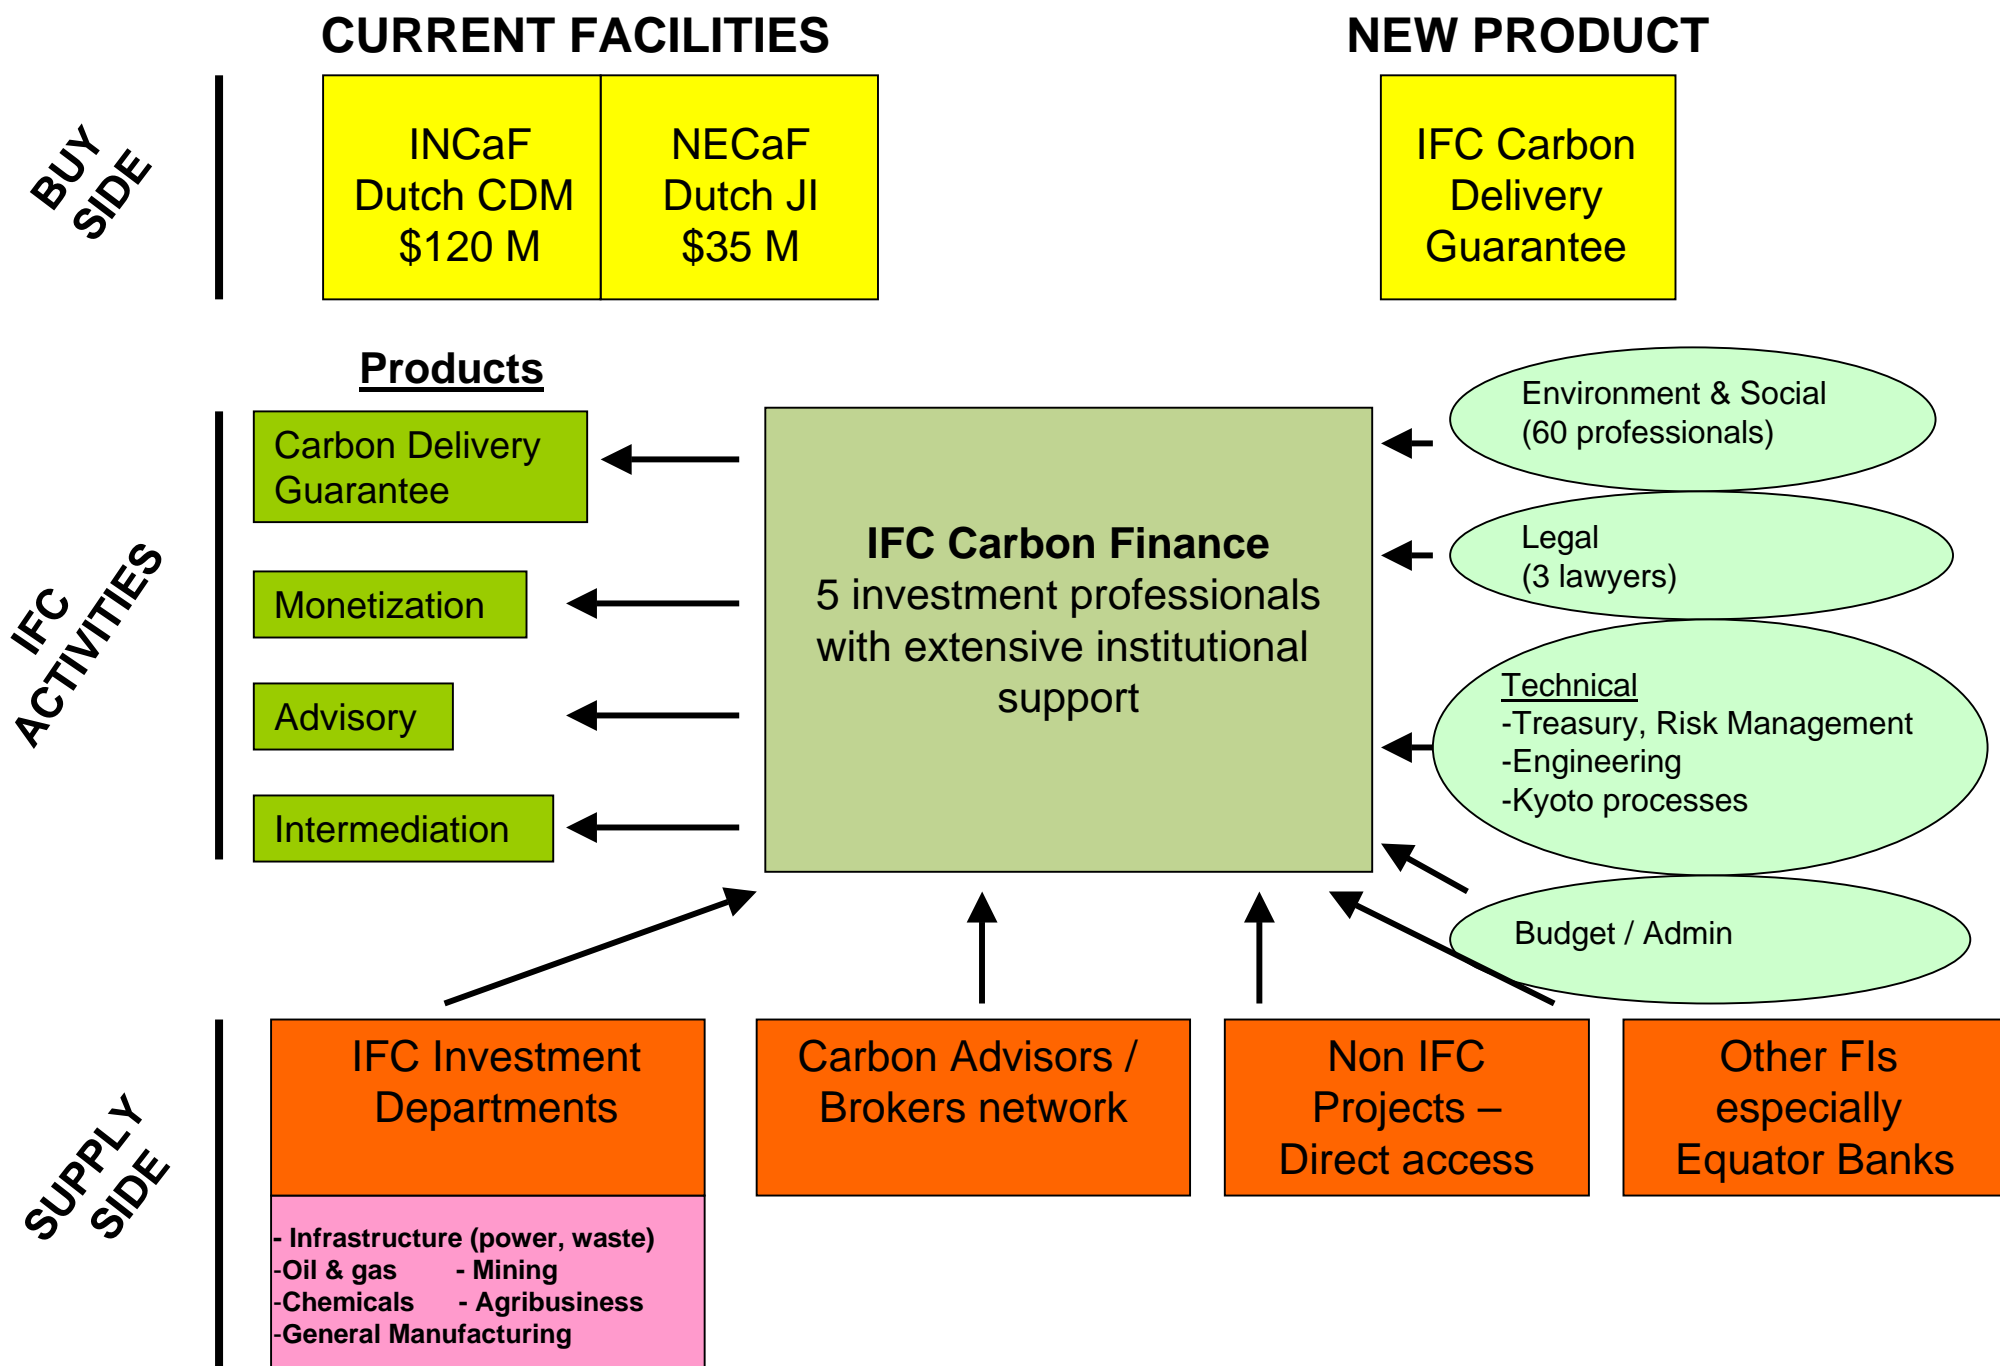 CURRENT FACILITIES
NEW PRODUCT
BUY
SIDE
INCaF
Dutch CDM
$120 M
NECaF
Dutch JI
$35 M
IFC Carbon
Delivery
Guarantee
IFC
ACTIVITIES
Products
Carbon Delivery
Guarantee
Monetization
Advisory
Intermediation
IFC Carbon Finance
5 investment professionals
with extensive institutional
support
Environment & Social
(60 professionals)
Legal
(3 lawyers)
Technical
-Treasury, Risk Management
-Engineering
-Kyoto processes
Budget / Admin
SUPPLY
SIDE
IFC Investment
Departments
- Infrastructure (power, waste)
-Oil & gas - Mining
-Chemicals - Agribusiness
-General Manufacturing
Carbon Advisors /
Brokers network
Non IFC
Projects –
Direct access
Other FIs
especially
Equator Banks